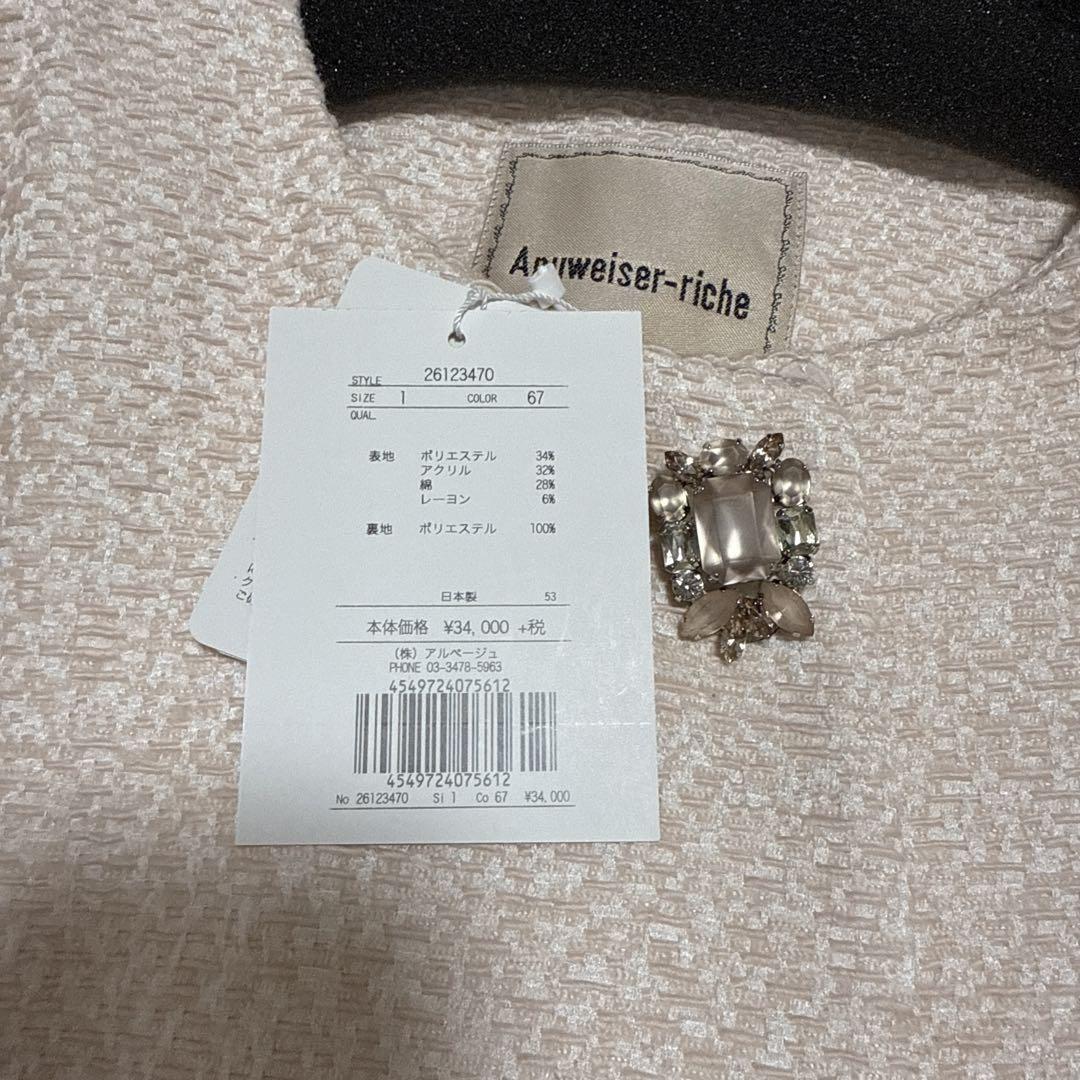 Anyweiser-riche
STYLE 26123470
SIZE 1 COLOR 67
QUAL.
表地 ポリエステル 34%
アクリル 32%
綿 28%
レーヨン 6%
裏地 ポリエステル 100%
日本製 53
本体価格 ¥34,000 +税
(株) アルページュ
PHONE 03-3478-5963
4549724075612
4549724075612
No 26123470 Si 1 Co 67 ¥34,000